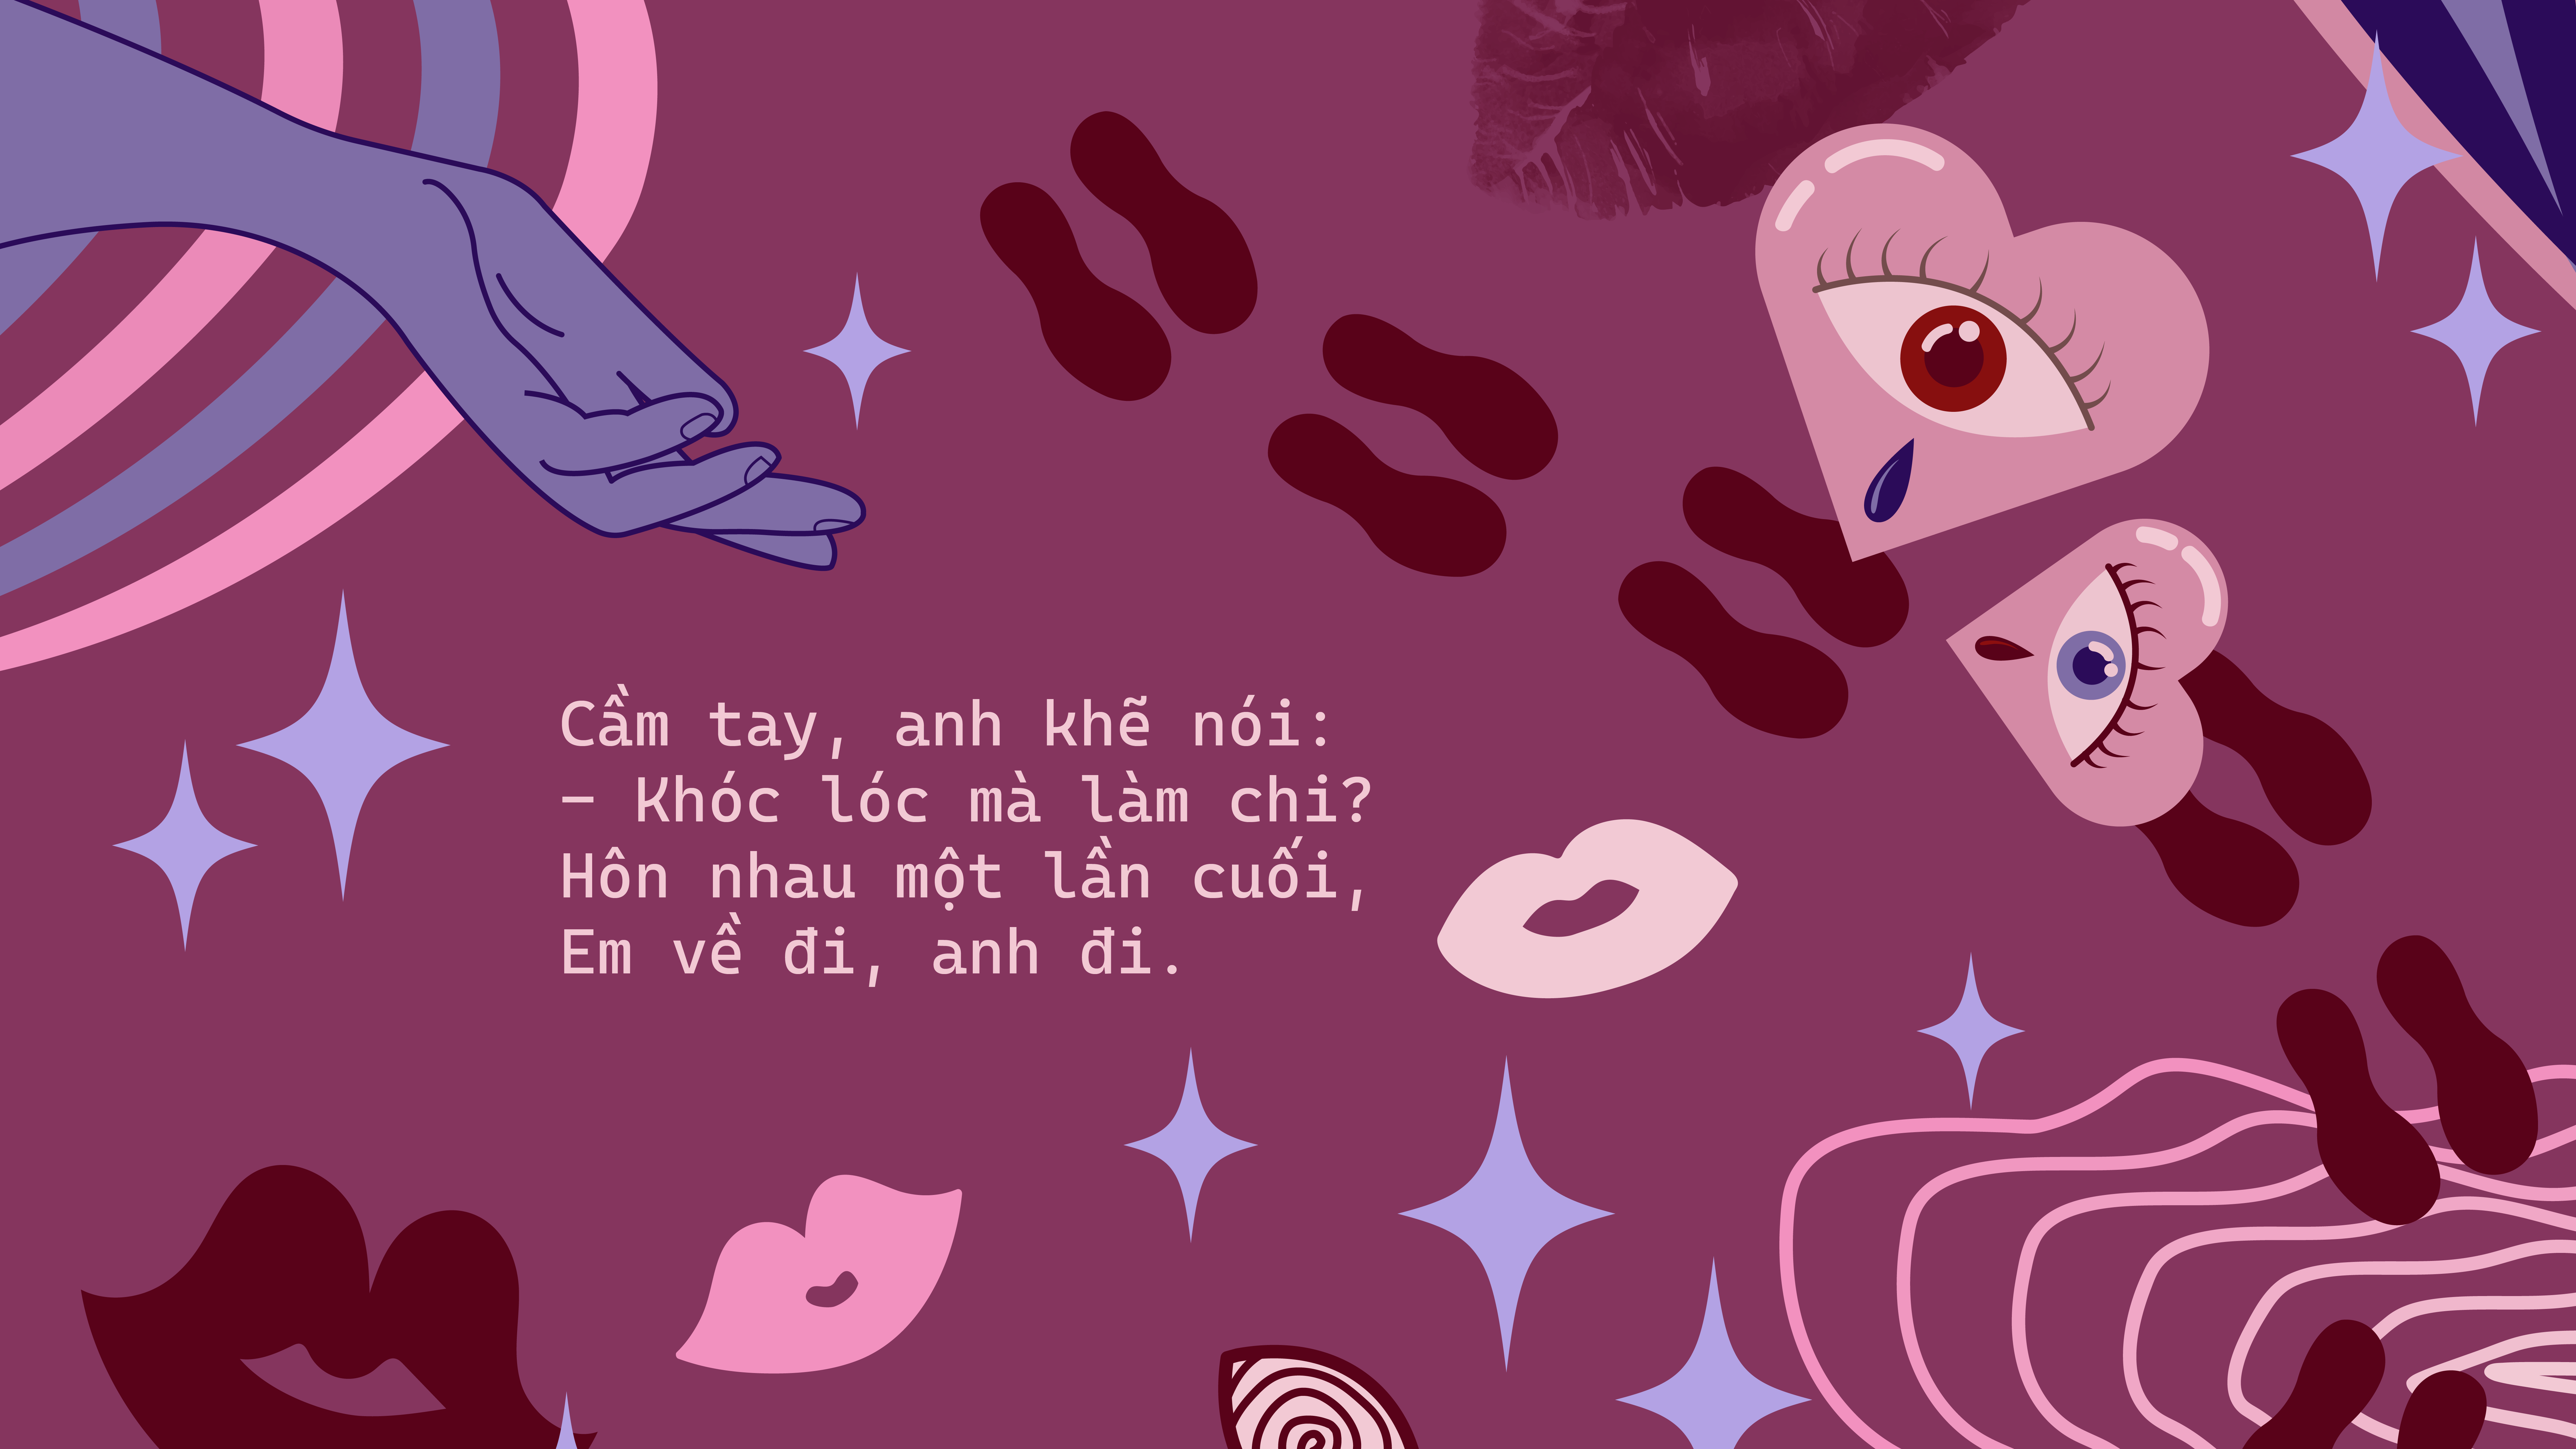 Cầm tay, anh khẽ nói:
– Khóc lóc mà làm chi?
Hôn nhau một lần cuối,
Em về đi, anh đi.